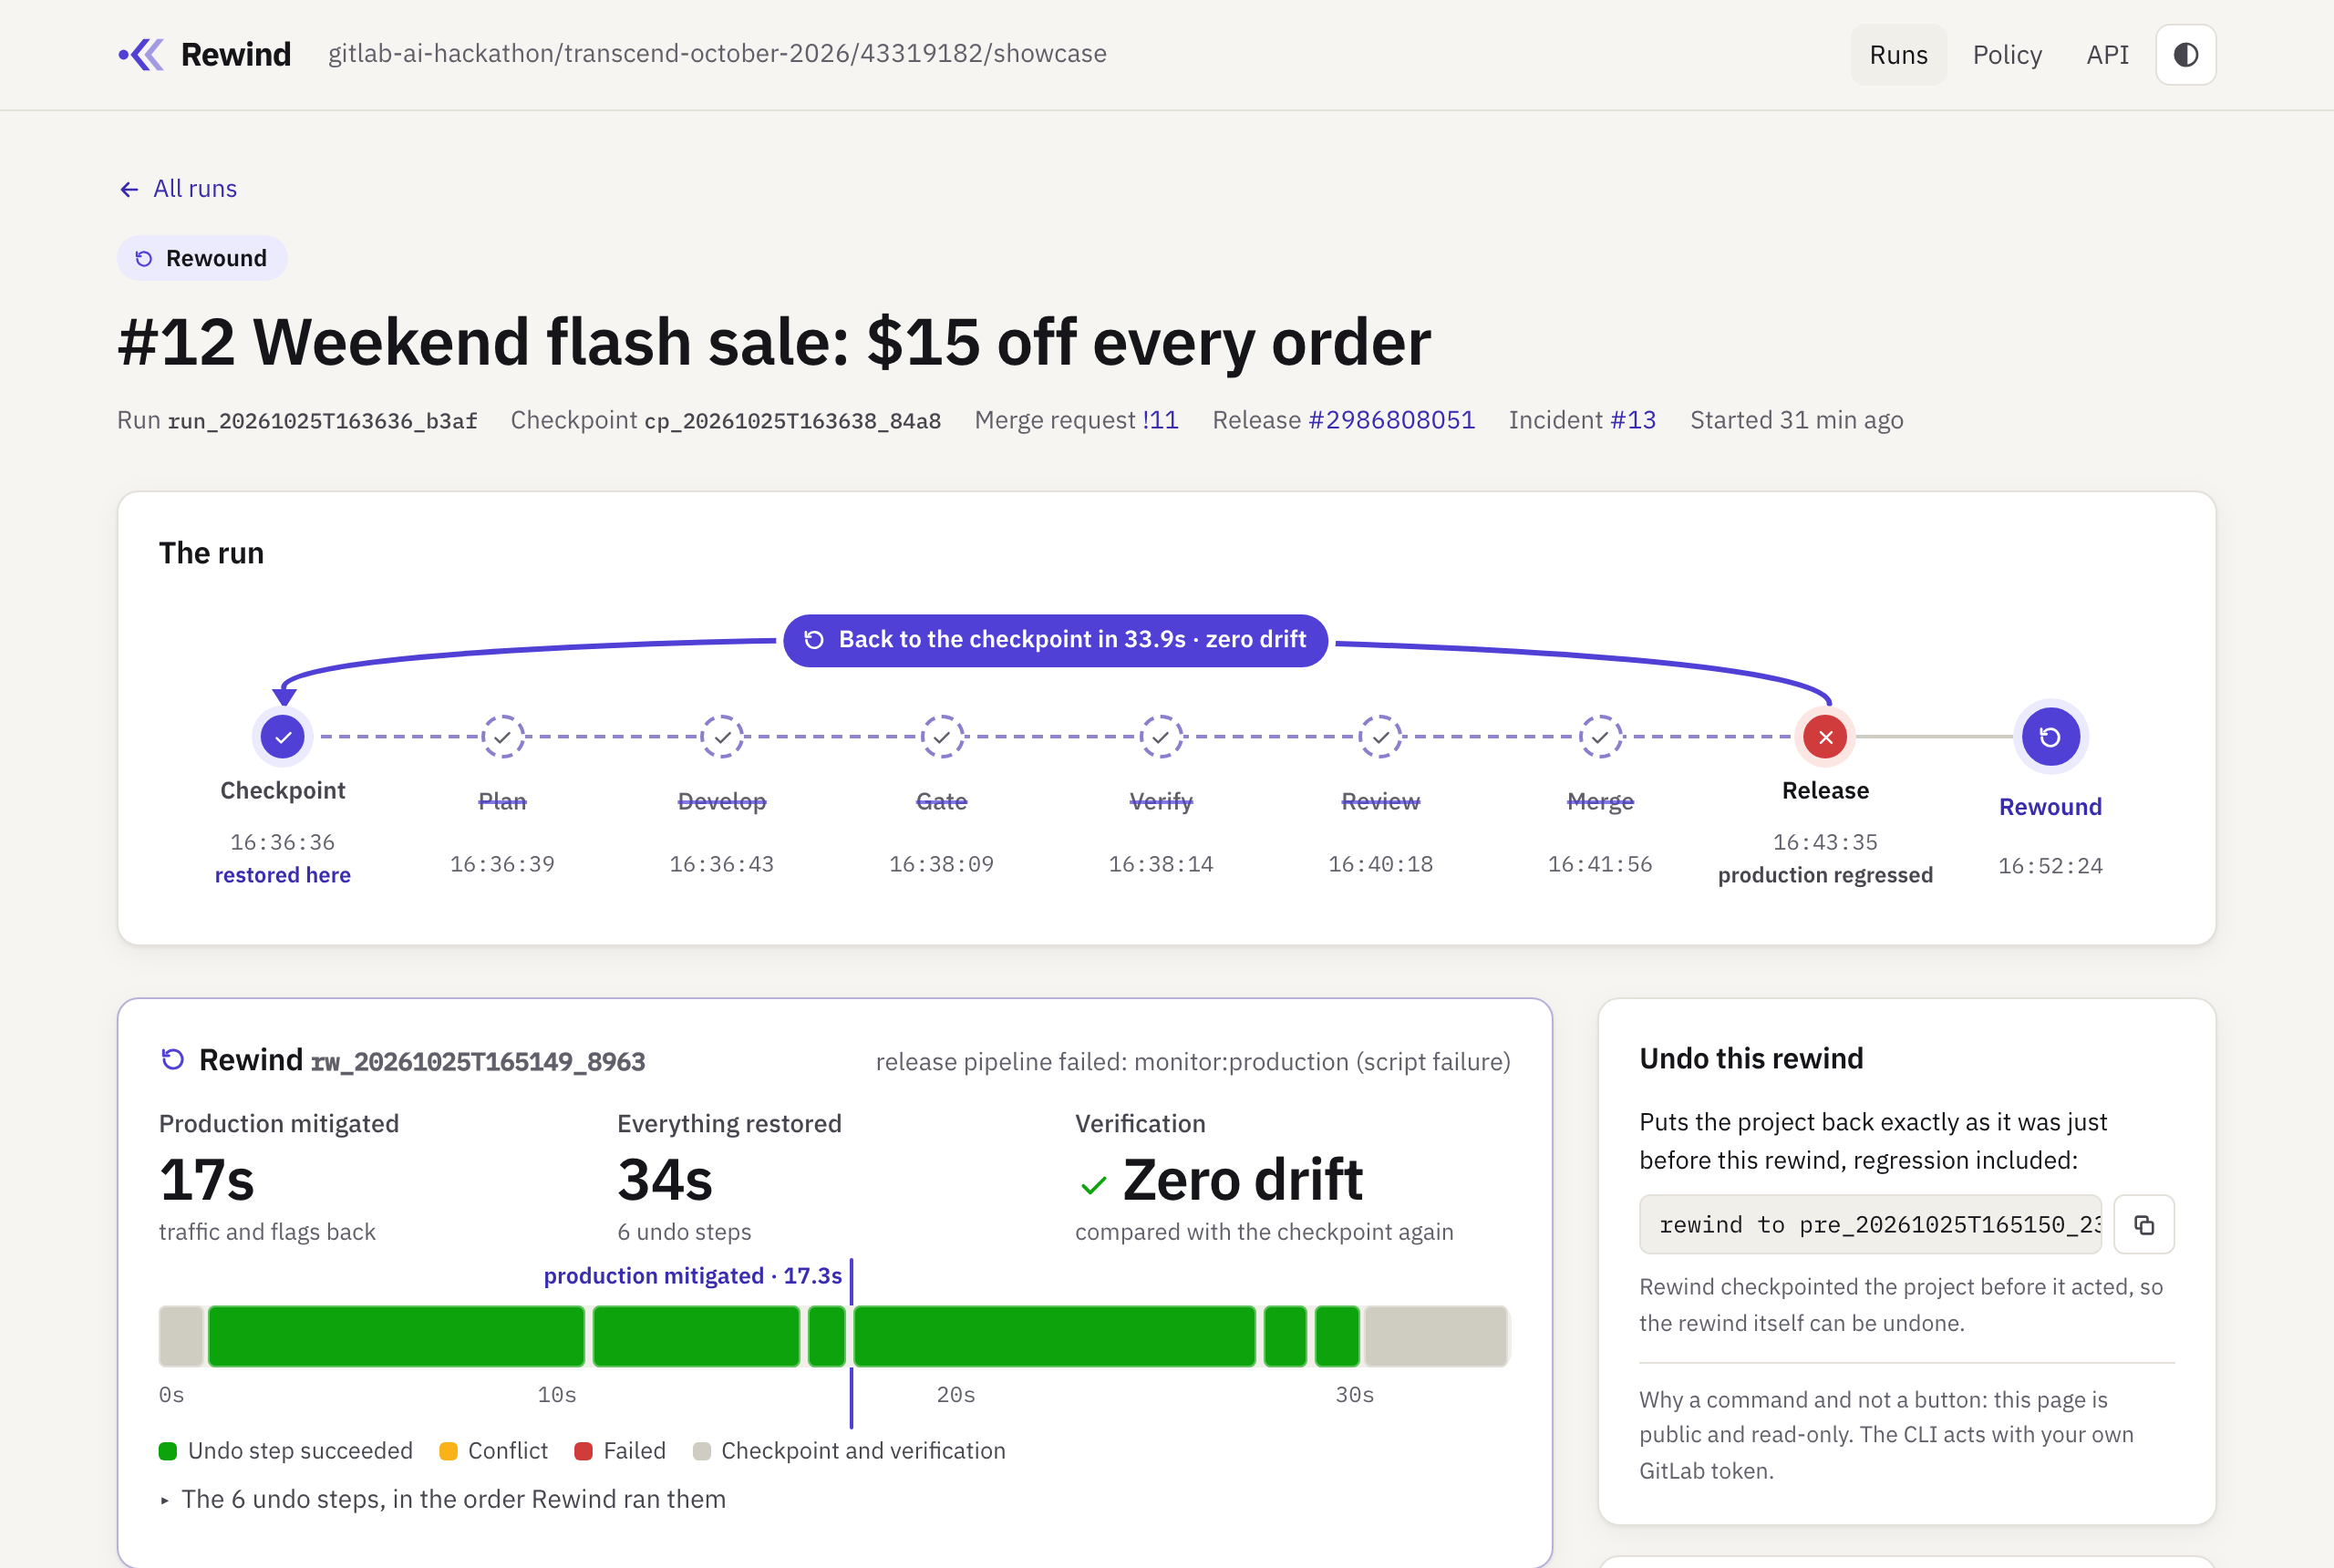 Rewind gitlab-ai-hackathon/transcend-october-2026/43319182/showcase Runs Policy API
All runs
Rewound
#12 Weekend flash sale: $15 off every order
Run run_20261025T163636_b3af Checkpoint cp_20261025T163638_84a8 Merge request !11 Release #2986808051 Incident #13 Started 31 min ago
The run
Back to the checkpoint in 33.9s · zero drift
Checkpoint Plan Develop Gate Verify Review Merge Release Rewound
16:36:36 16:36:39 16:36:43 16:38:09 16:38:14 16:40:18 16:41:56 16:43:35 16:52:24
restored here production regressed
Rewind rw_20261025T165149_8963 release pipeline failed: monitor:production (script failure)
Production mitigated Everything restored Verification
17s 34s Zero drift
traffic and flags back 6 undo steps compared with the checkpoint again
production mitigated · 17.3s
0s 10s 20s 30s
Undo step succeeded Conflict Failed Checkpoint and verification
The 6 undo steps, in the order Rewind ran them
Undo this rewind
Puts the project back exactly as it was just
before this rewind, regression included:
rewind to pre_20261025T165150_23
Rewind checkpointed the project before it acted, so
the rewind itself can be undone.
Why a command and not a button: this page is
public and read-only. The CLI acts with your own
GitLab token.